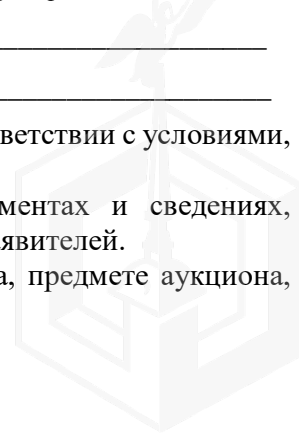 ветствии с условиями,
ментах и сведениях,
явителей.
а, предмете аукциона,